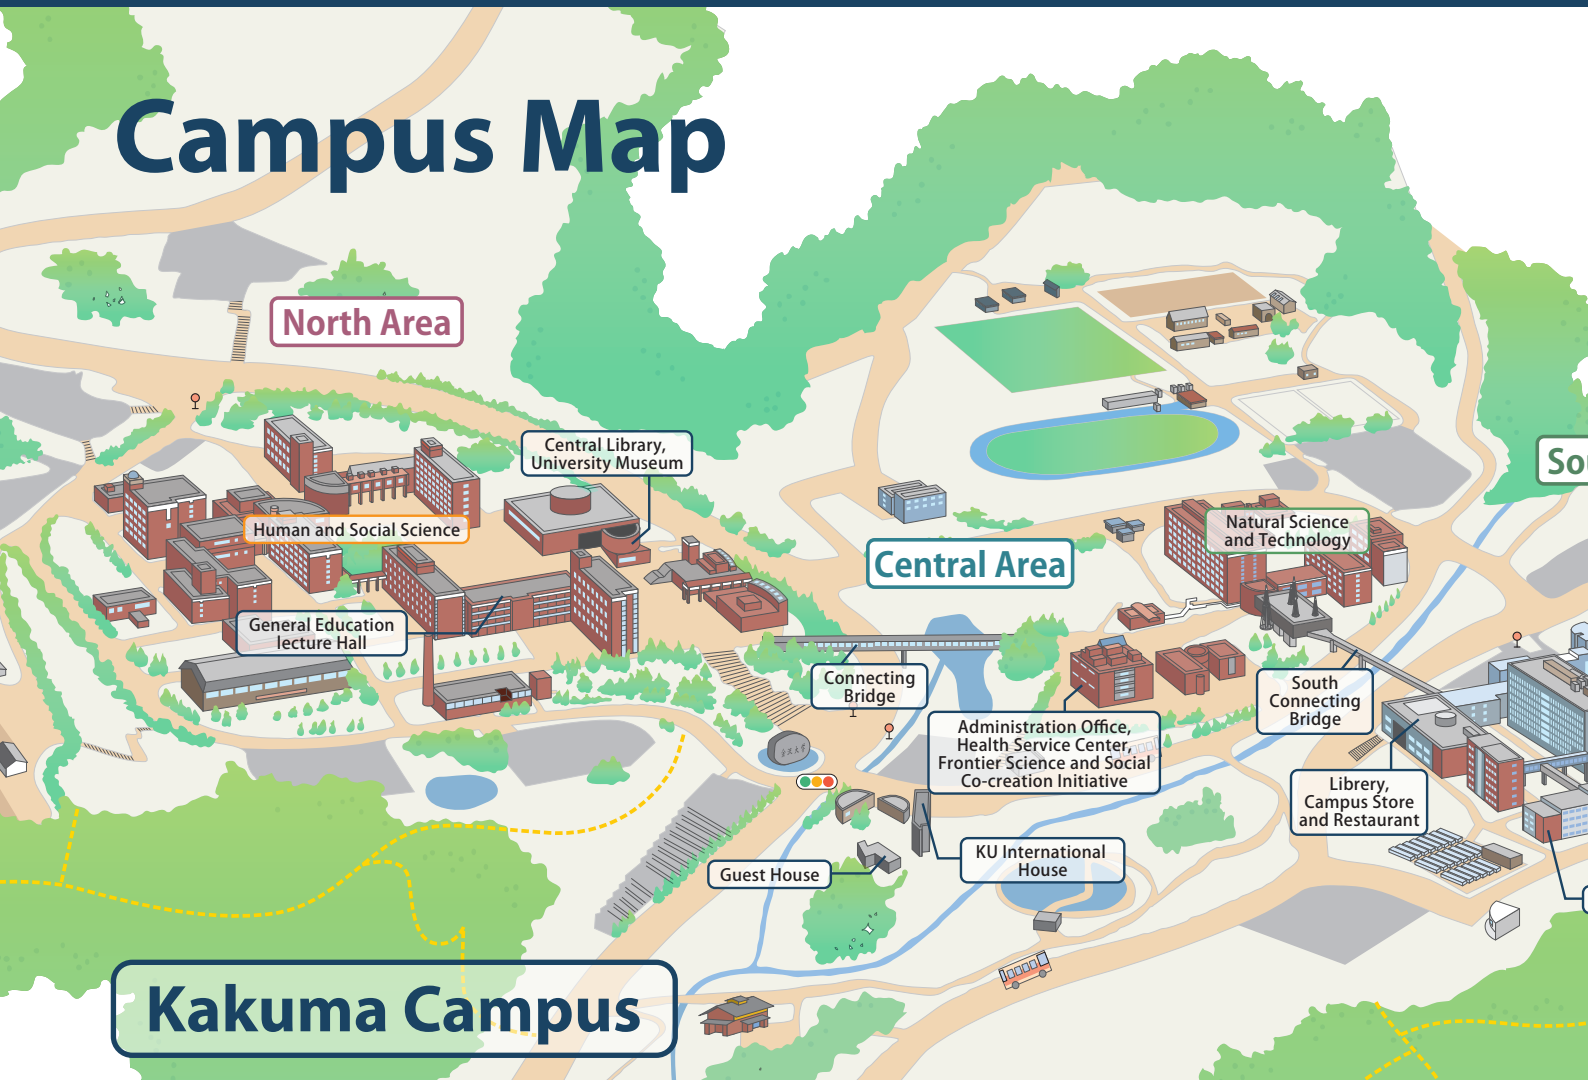 Campus Map
North Area
Central Library,
University Museum
Human and Social Science
General Education
lecture Hall
Central Area
Natural Science
and Technology
Connecting
Bridge
South
Connecting
Bridge
Administration Office,
Health Service Center,
Frontier Science and Social
Co-creation Initiative
Librery,
Campus Store
and Restaurant
KU International
House
Guest House
Kakuma Campus